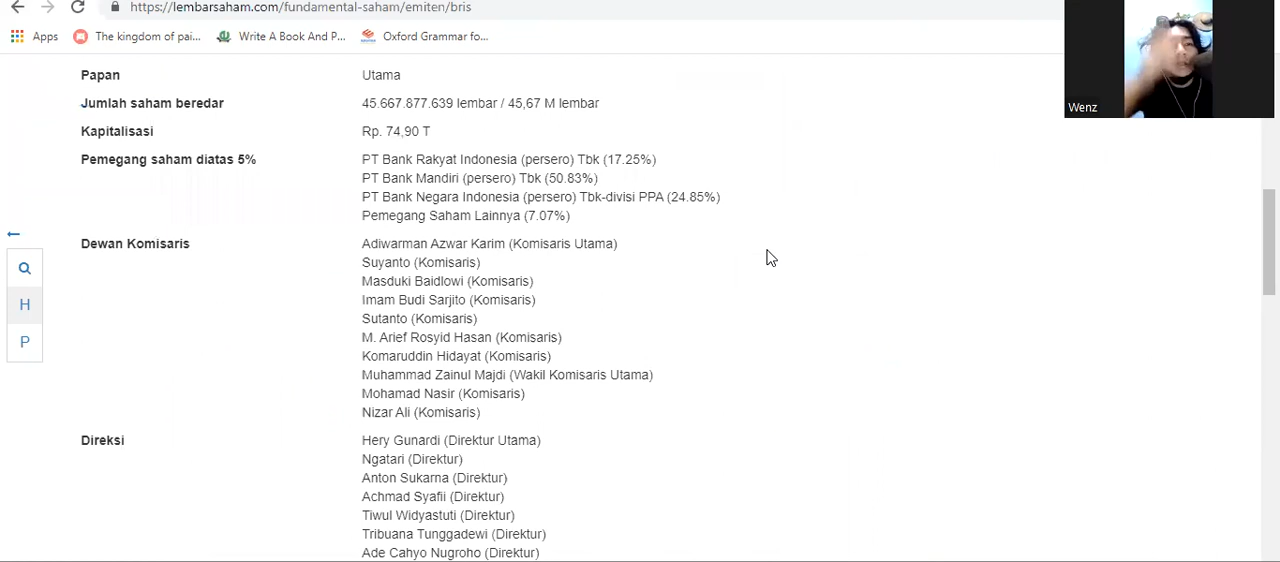 https://lembarsaham.com/fundamental-saham/emiten/bris
Apps The kingdom of pai... Write A Book And P... Oxford Grammar fo...
Wenz
Papan Utama
Jumlah saham beredar 45.667.877.639 lembar / 45,67 M lembar
Kapitalisasi Rp. 74,90 T
Pemegang saham diatas 5% PT Bank Rakyat Indonesia (persero) Tbk (17.25%)
PT Bank Mandiri (persero) Tbk (50.83%)
PT Bank Negara Indonesia (persero) Tbk-divisi PPA (24.85%)
Pemegang Saham Lainnya (7.07%)
Dewan Komisaris Adiwarman Azwar Karim (Komisaris Utama)
Suyanto (Komisaris)
Masduki Baidlowi (Komisaris)
Imam Budi Sarjito (Komisaris)
Sutanto (Komisaris)
M. Arief Rosyid Hasan (Komisaris)
Komaruddin Hidayat (Komisaris)
Muhammad Zainul Majdi (Wakil Komisaris Utama)
Mohamad Nasir (Komisaris)
Nizar Ali (Komisaris)
Direksi Hery Gunardi (Direktur Utama)
Ngatari (Direktur)
Anton Sukarna (Direktur)
Achmad Syafii (Direktur)
Tiwul Widyastuti (Direktur)
Tribuana Tunggadewi (Direktur)
Ade Cahyo Nugroho (Direktur)
H
P